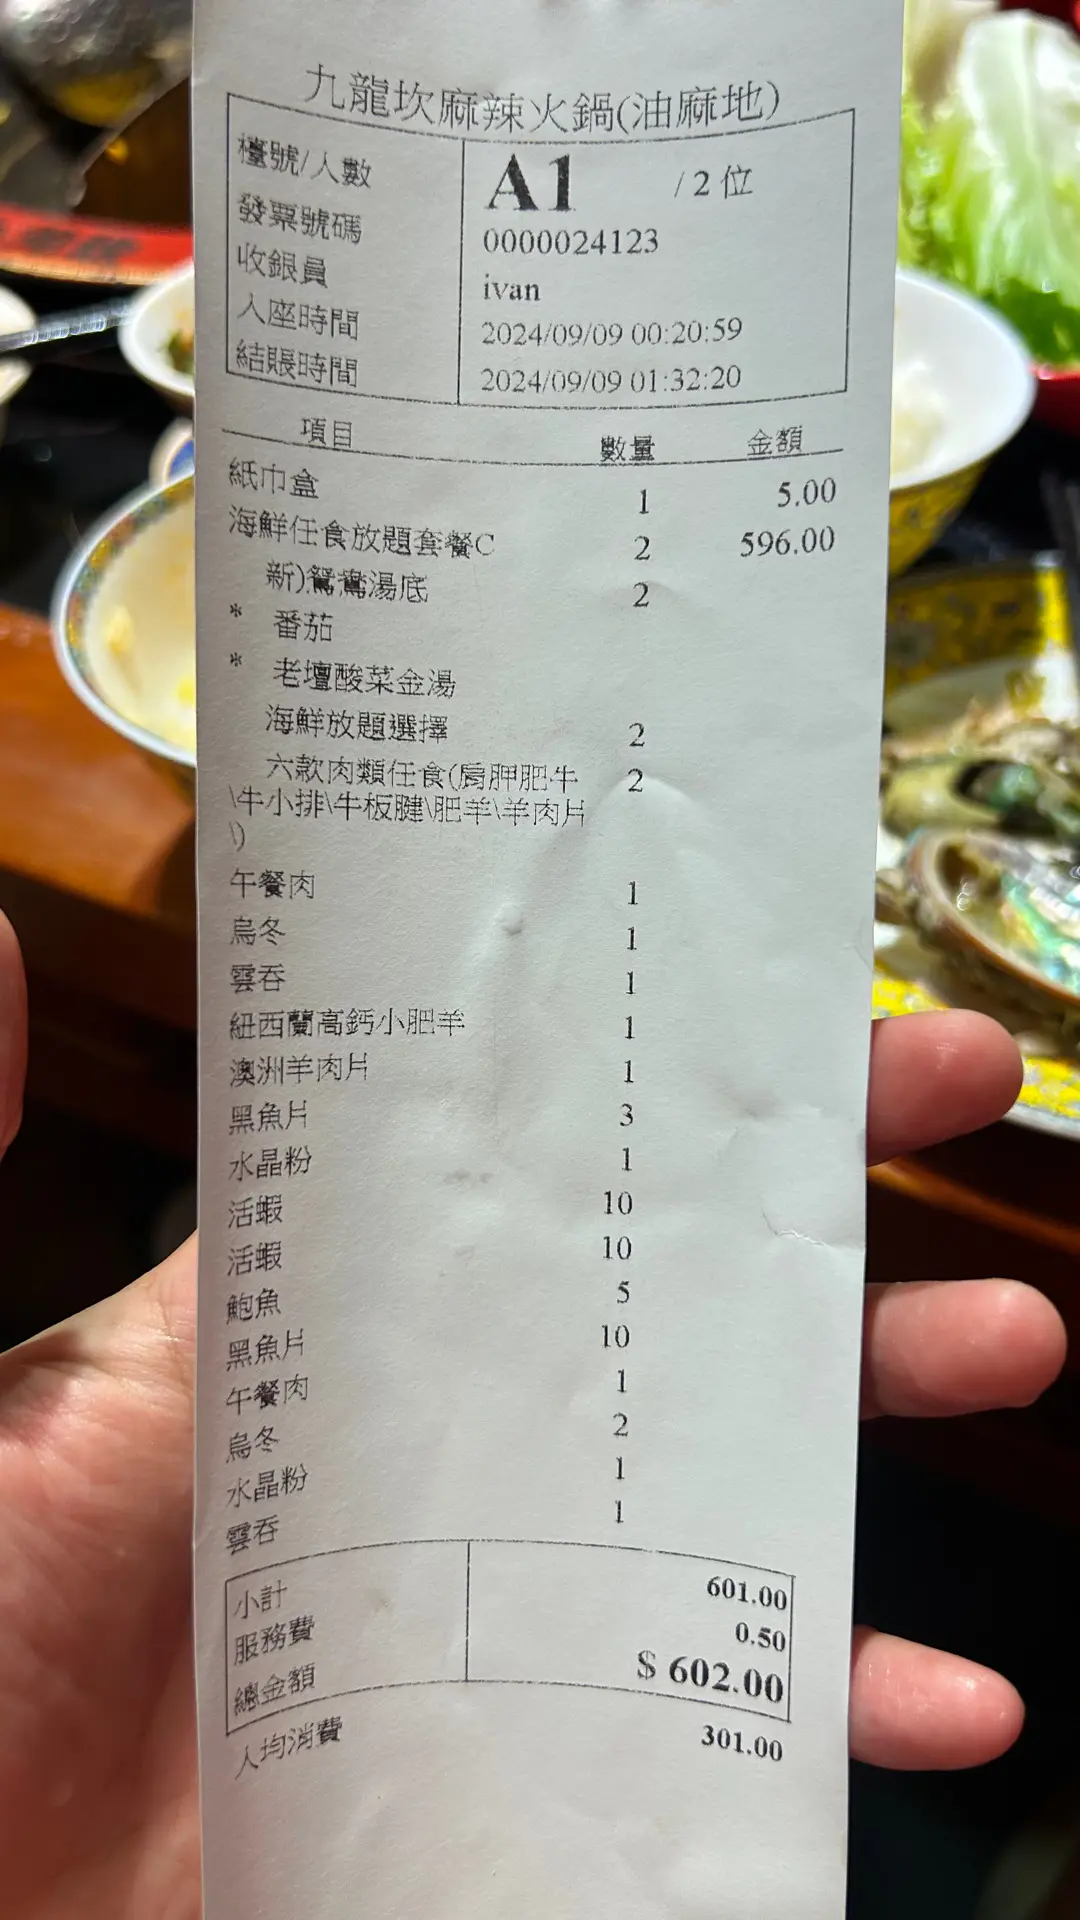 九龍坎麻辣火鍋(油麻地)
檯號/人數 A1 / 2 位
發票號碼 0000024123
收銀員 ivan
入座時間 2024/09/09 00:20:59
結賬時間 2024/09/09 01:32:20
項目 數量 金額
紙巾盒 1 5.00
海鮮任食放題套餐C 2 596.00
新)鴛鴦湯底 2
* 番茄
* 老壇酸菜金湯
海鮮放題選擇 2
六款肉類任食(肩胛肥牛 2
\牛小排\牛板腱\肥羊\羊肉片
\)
午餐肉 1
烏冬 1
雲吞 1
紐西蘭高鈣小肥羊 1
澳洲羊肉片 1
黑魚片 3
水晶粉 1
活蝦 10
活蝦 10
鮑魚 5
黑魚片 10
午餐肉 1
烏冬 2
水晶粉 1
雲吞 1
小計 601.00
服務費 0.50
總金額 $ 602.00
人均消費 301.00